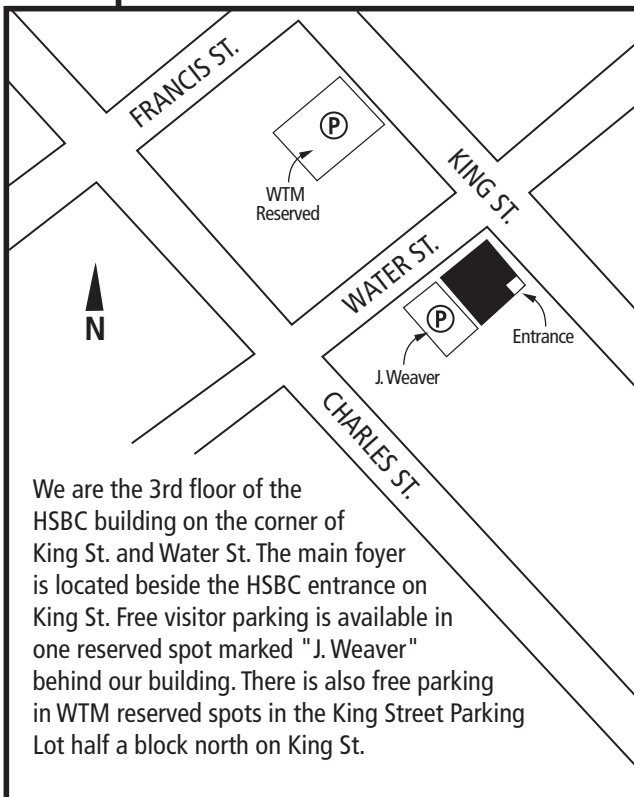 FRANCIS ST.
P
WTM
Reserved
KING ST.
WATER ST.
P
Entrance
J. Weaver
N
CHARLES ST.
We are the 3rd floor of the
HSBC building on the corner of
King St. and Water St. The main foyer
is located beside the HSBC entrance on
King St. Free visitor parking is available in
one reserved spot marked "J. Weaver"
behind our building. There is also free parking
in WTM reserved spots in the King Street Parking
Lot half a block north on King St.